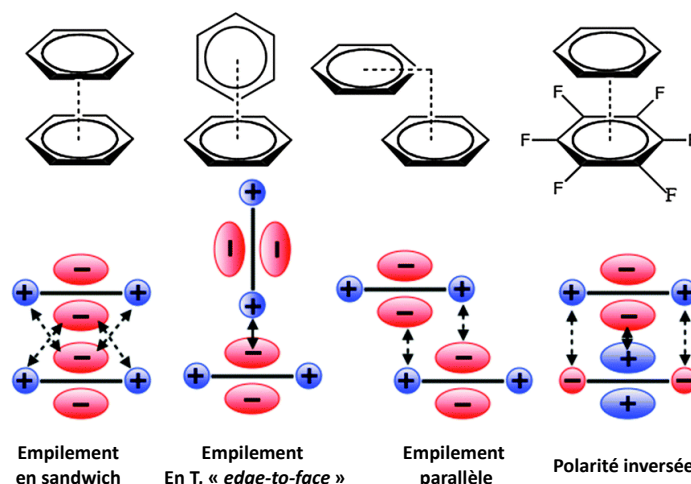 F
F
F
F
F
F
+
−
−
+
−
−
+
+
−
−
+
+
−
−
+
+
−
−
+
−
−
+
+
−
−
+
+
−
−
+
+
−
−
+
+
−
+
−
Empilement
en sandwich
Empilement
En T. « edge-to-face »
Empilement
parallèle
Polarité inversée